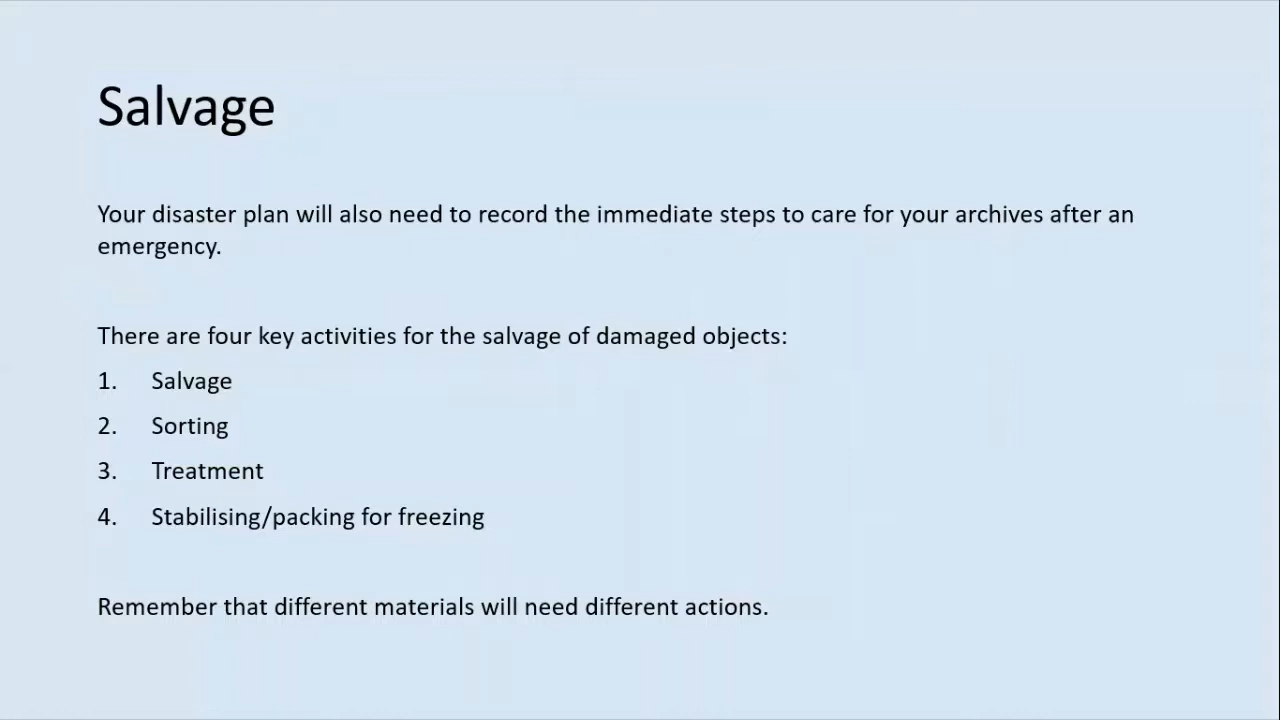 Salvage
Your disaster plan will also need to record the immediate steps to care for your archives after an
emergency.
There are four key activities for the salvage of damaged objects:
1. Salvage
2. Sorting
3. Treatment
4. Stabilising/packing for freezing
Remember that different materials will need different actions.